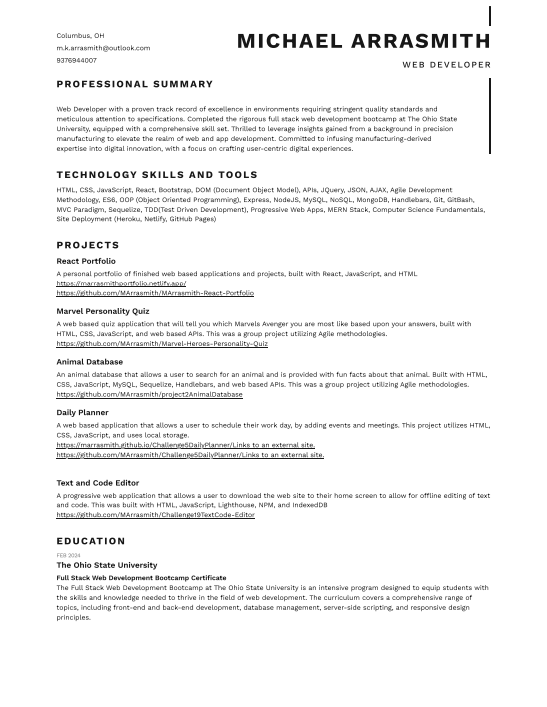 Columbus, OH
m.k.arrasmith@outlook.com
9376944007
MICHAEL ARRASMITH
WEB DEVELOPER
PROFESSIONAL SUMMARY
Web Developer with a proven track record of excellence in environments requiring stringent quality standards and
meticulous attention to specifications. Completed the rigorous full stack web development bootcamp at The Ohio State
University, equipped with a comprehensive skill set. Thrilled to leverage insights gained from a background in precision
manufacturing to elevate the realm of web and app development. Committed to infusing manufacturing-derived
expertise into digital innovation, with a focus on crafting user-centric digital experiences.
TECHNOLOGY SKILLS AND TOOLS
HTML, CSS, JavaScript, React, Bootstrap, DOM (Document Object Model), APIs, JQuery, JSON, AJAX, Agile Development
Methodology, ES6, OOP (Object Oriented Programming), Express, NodeJS, MySQL, NoSQL, MongoDB, Handlebars, Git, GitBash,
MVC Paradigm, Sequelize, TDD(Test Driven Development), Progressive Web Apps, MERN Stack, Computer Science Fundamentals,
Site Deployment (Heroku, Netlify, GitHub Pages)
PROJECTS
React Portfolio
A personal portfolio of finished web based applications and projects, built with React, JavaScript, and HTML
https://marrasmithportfolio.netlify.app/
https://github.com/MArrasmith/MArrasmith-React-Portfolio
Marvel Personality Quiz
A web based quiz application that will tell you which Marvels Avenger you are most like based upon your answers, built with
HTML, CSS, JavaScript, and web based APIs. This was a group project utilizing Agile methodologies.
https://github.com/MArrasmith/Marvel-Heroes-Personality-Quiz
Animal Database
An animal database that allows a user to search for an animal and is provided with fun facts about that animal. Built with HTML,
CSS, JavaScript, MySQL, Sequelize, Handlebars, and web based APIs. This was a group project utilizing Agile methodologies.
https://github.com/MArrasmith/project2AnimalDatabase
Daily Planner
A web based application that allows a user to schedule their work day, by adding events and meetings. This project utilizes HTML,
CSS, JavaScript, and uses local storage.
https://marrasmith.github.io/Challenge5DailyPlanner/Links to an external site.
https://github.com/MArrasmith/Challenge5DailyPlanner/Links to an external site.
Text and Code Editor
A progressive web application that allows a user to download the web site to their home screen to allow for offline editing of text
and code. This was built with HTML, JavaScript, Lighthouse, NPM, and IndexedDB
https://github.com/MArrasmith/Challenge19TextCode-Editor
EDUCATION
FEB 2024
The Ohio State University
Full Stack Web Development Bootcamp Certificate
The Full Stack Web Development Bootcamp at The Ohio State University is an intensive program designed to equip students with
the skills and knowledge needed to thrive in the field of web development. The curriculum covers a comprehensive range of
topics, including front-end and back-end development, database management, server-side scripting, and responsive design
principles.